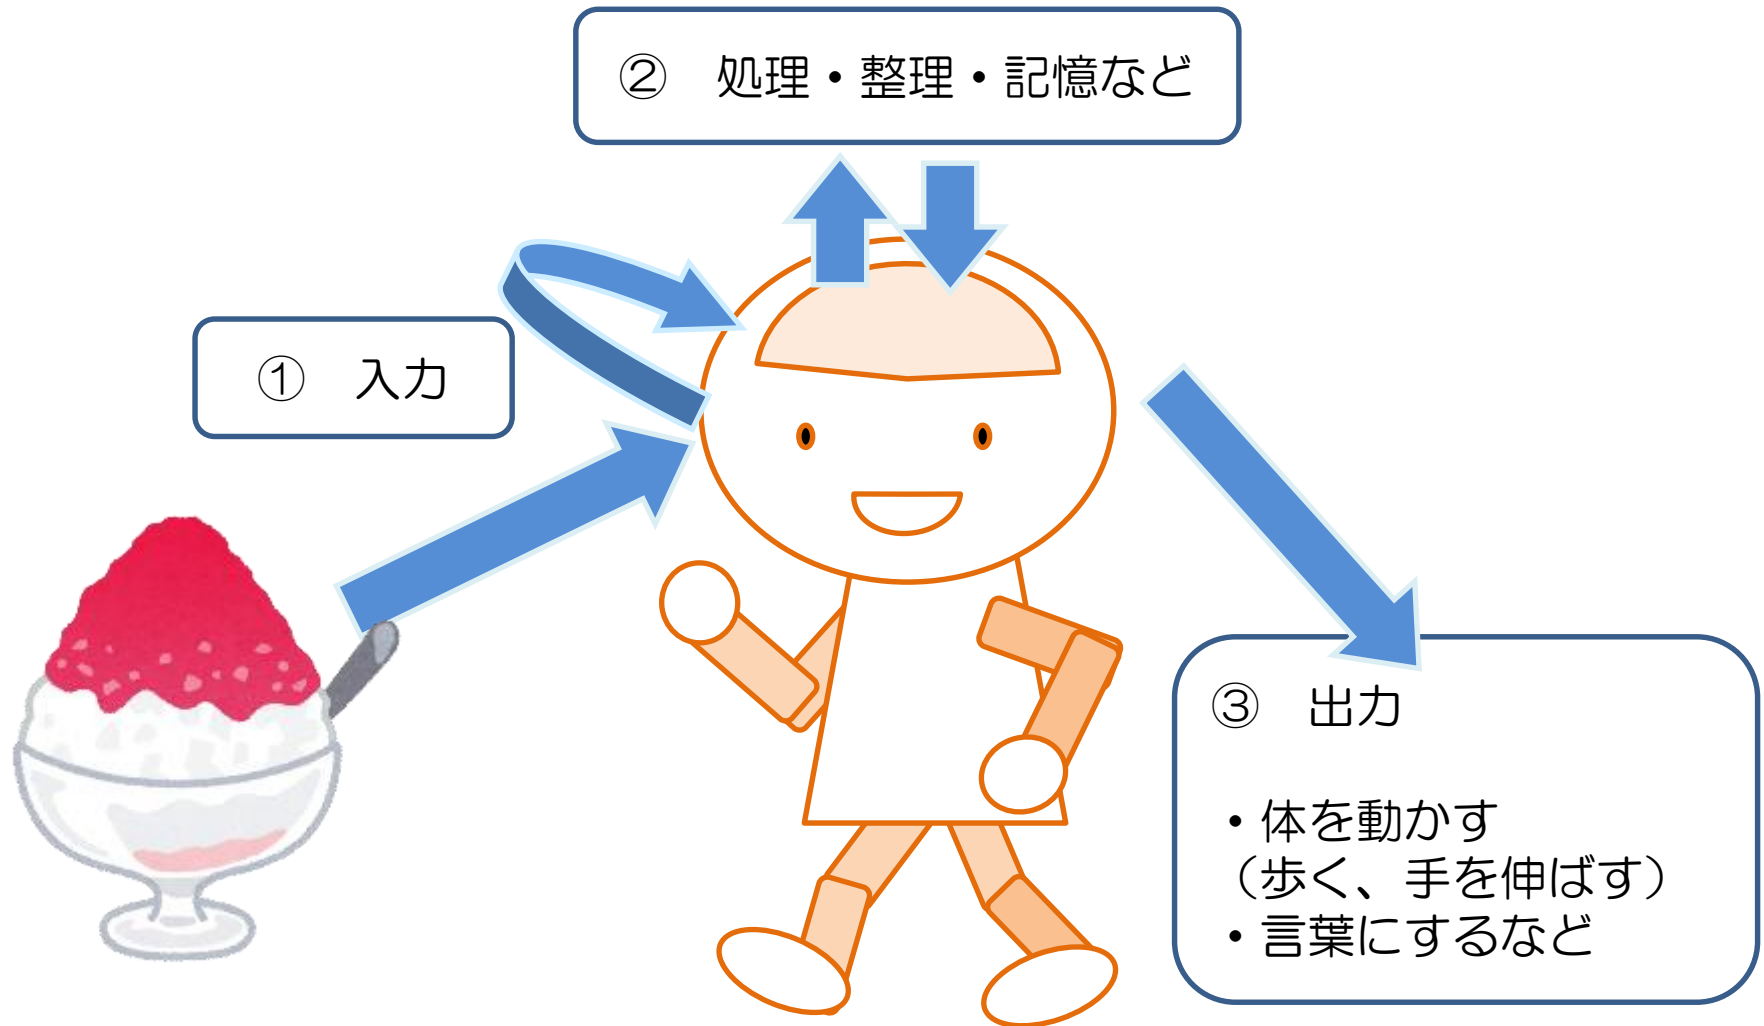 ② 処理・整理・記憶など
① 入力
③ 出力
・体を動かす
（歩く、手を伸ばす）
・言葉にするなど